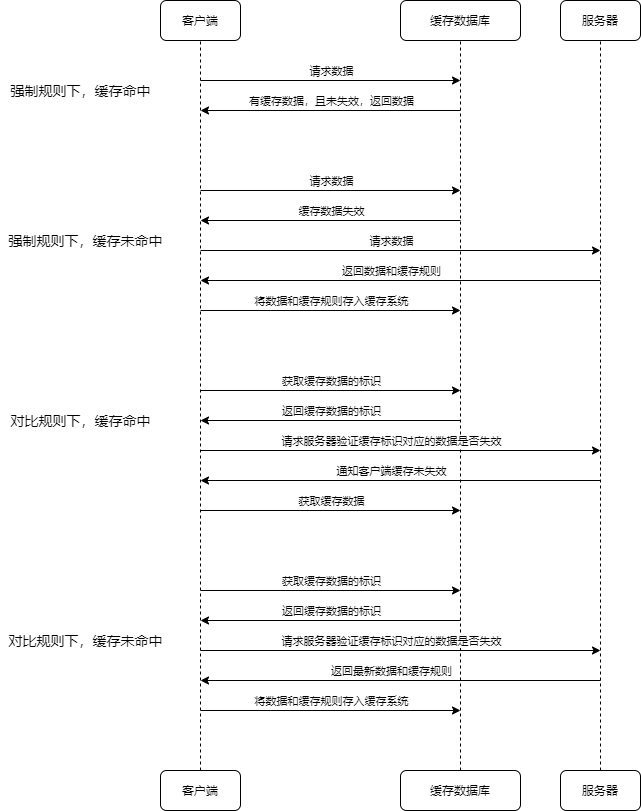 客户端 缓存数据库 服务器
请求数据
强制规则下，缓存命中
有缓存数据，且未失效，返回数据
请求数据
缓存数据失效
强制规则下，缓存未命中
请求数据
返回数据和缓存规则
将数据和缓存规则存入缓存系统
获取缓存数据的标识
返回缓存数据的标识
对比规则下，缓存命中
请求服务器验证缓存标识对应的数据是否失效
通知客户端缓存未失效
获取缓存数据
获取缓存数据的标识
返回缓存数据的标识
对比规则下，缓存未命中
请求服务器验证缓存标识对应的数据是否失效
返回最新数据和缓存规则
将数据和缓存规则存入缓存系统
客户端 缓存数据库 服务器